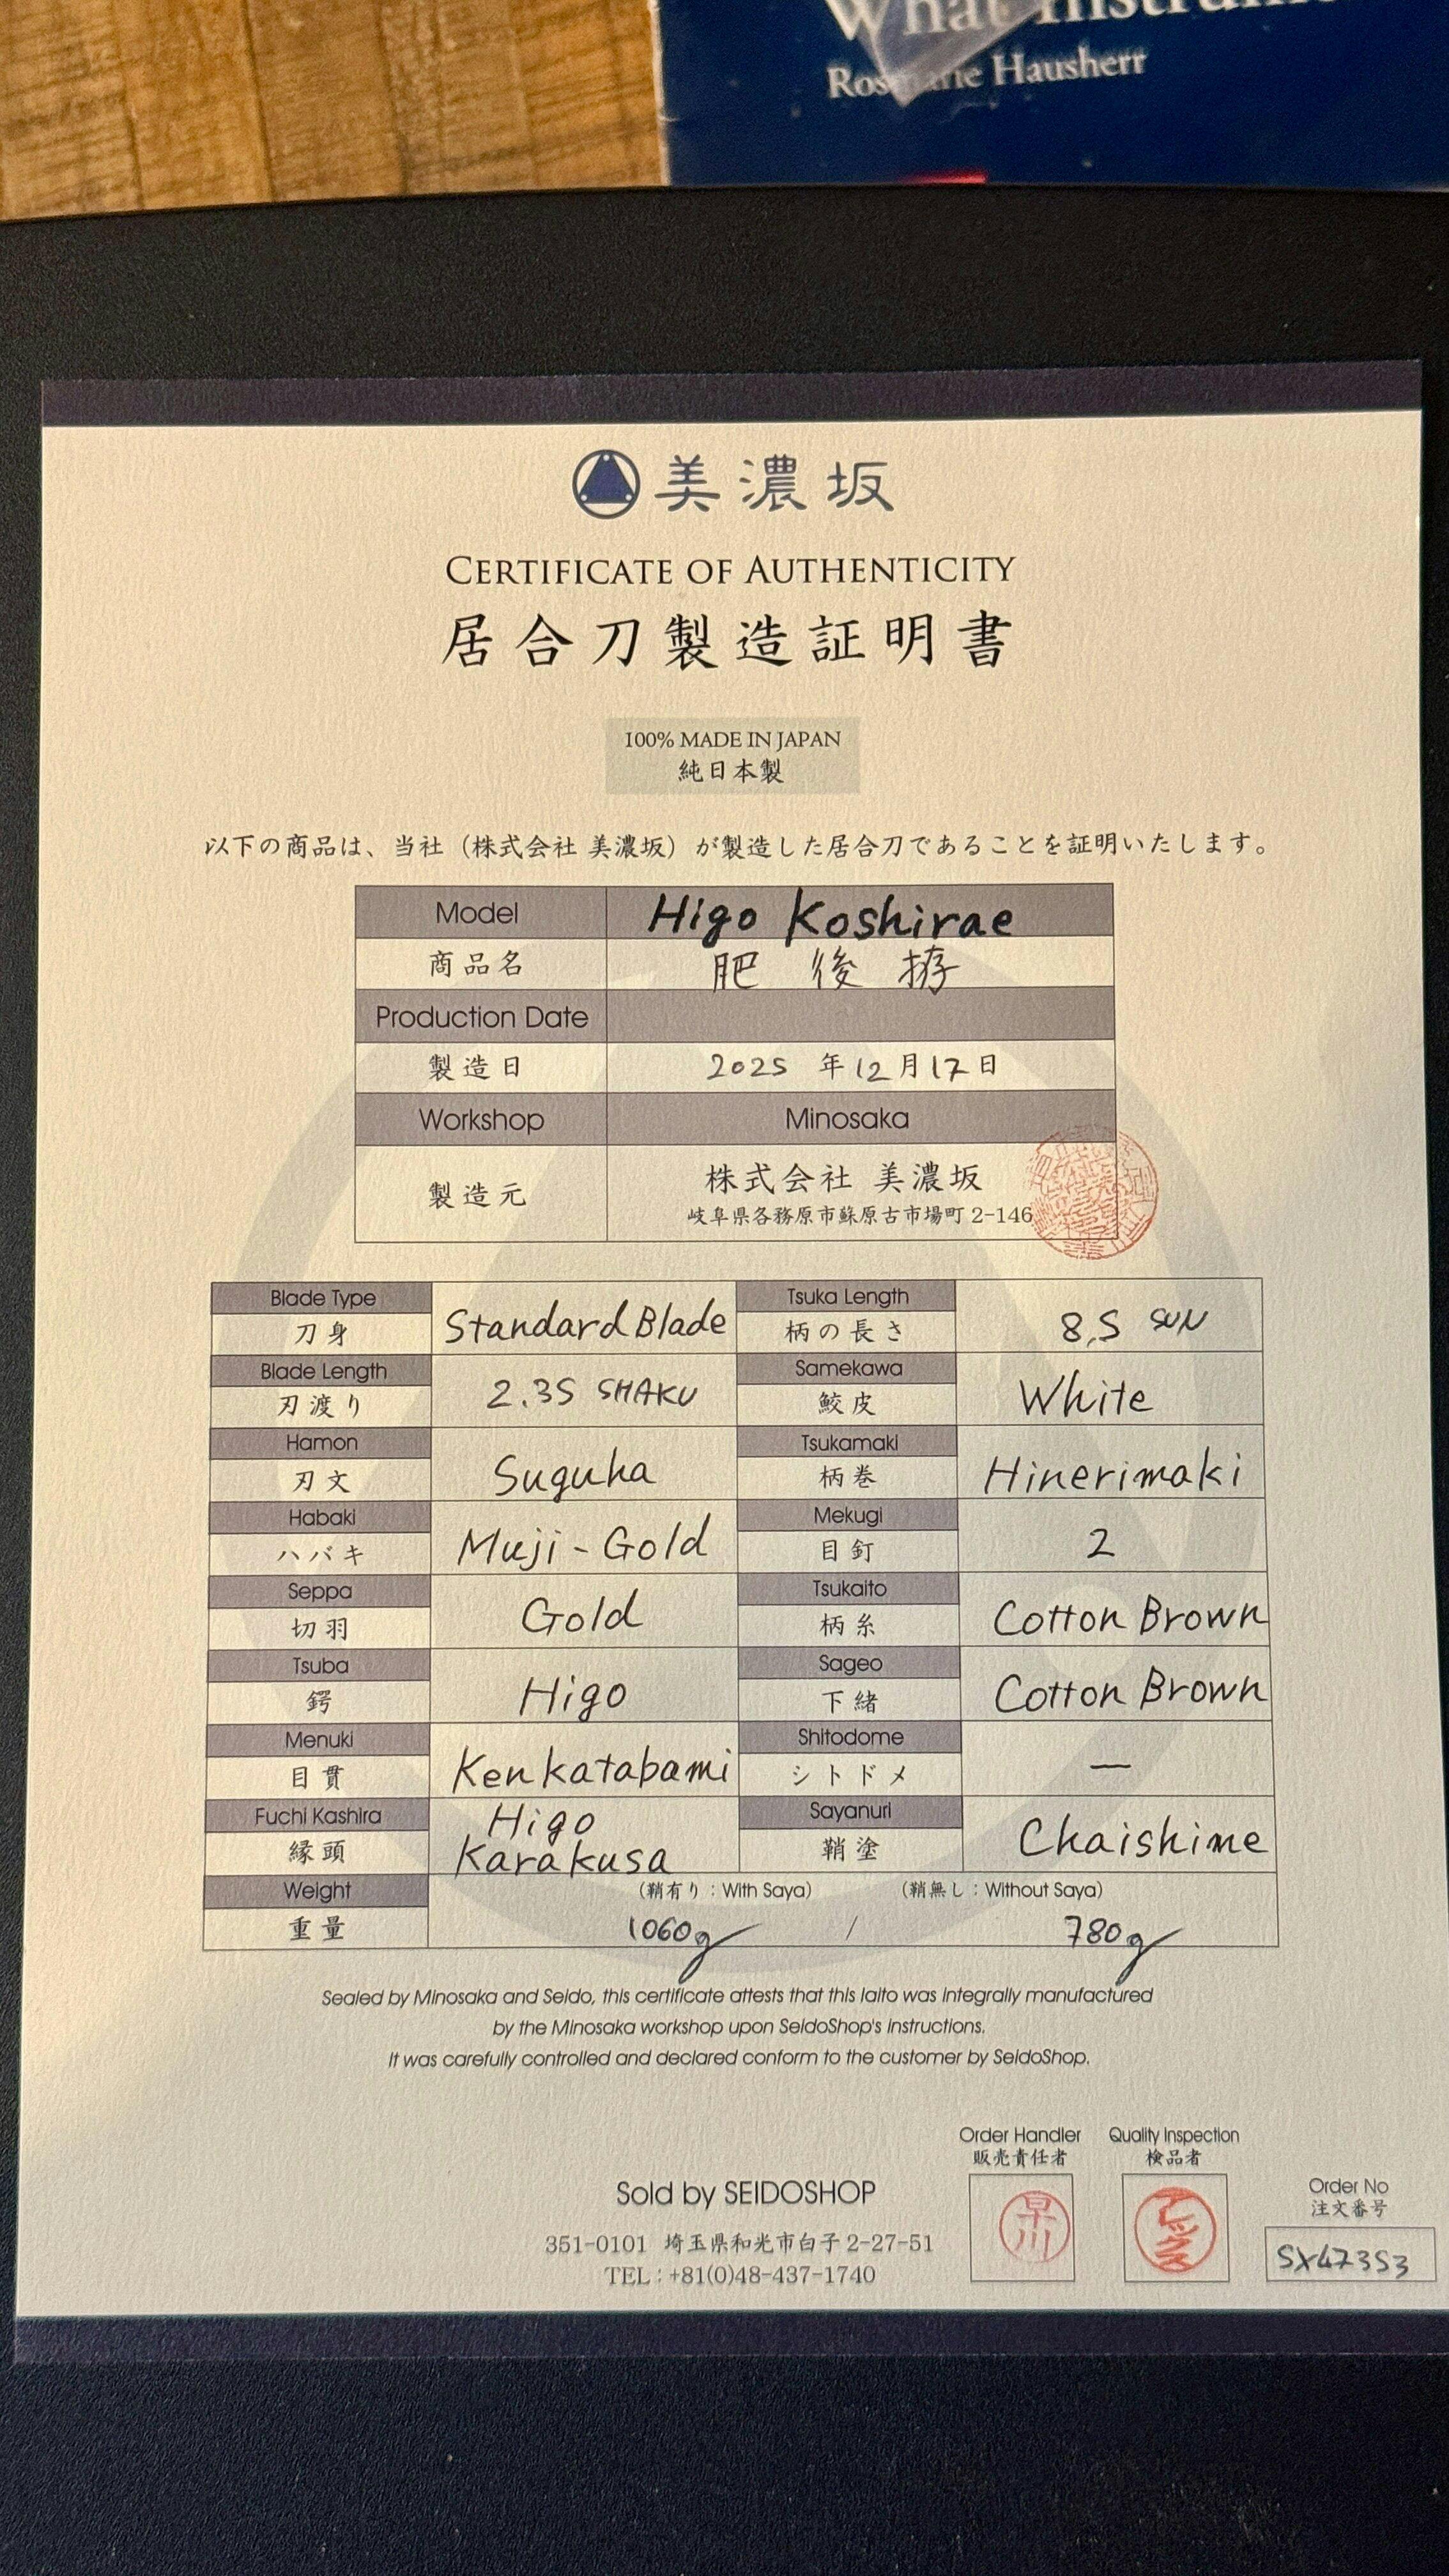 What Instrum
Rosmarie Hausherr
美濃坂
CERTIFICATE OF AUTHENTICITY
居合刀製造証明書
100% MADE IN JAPAN
純日本製
以下の商品は、当社（株式会社 美濃坂）が製造した居合刀であることを証明いたします。
Model Higo Koshirae
商品名 肥後拵
Production Date
製造日 2025 年12月17日
Workshop Minosaka
製造元 株式会社 美濃坂
岐阜県各務原市蘇原古市場町2-146
Blade Type 刀身 Standard Blade
Tsuka Length 柄の長さ 8,5 SUN
Blade Length 刃渡り 2.35 SHAKU
Samekawa 鮫皮 White
Hamon 刃文 Suguha
Tsukamaki 柄巻 Hinerimaki
Habaki ハバキ Muji-Gold
Mekugi 目釘 2
Seppa 切羽 Gold
Tsukaito 柄糸 Cotton Brown
Tsuba 鍔 Higo
Sageo 下緒 Cotton Brown
Menuki 目貫 Kenkatabami
Shitodome シトドメ —
Fuchi Kashira 縁頭 Higo Karakusa
Sayanuri 鞘塗 Chaishime
Weight (鞘有り：With Saya) (鞘無し：Without Saya)
重量 1060g / 780g
Sealed by Minosaka and Seido, this certificate attests that this Iaito was integrally manufactured
by the Minosaka workshop upon SeidoShop's instructions.
It was carefully controlled and declared conform to the customer by SeidoShop.
Order Handler
販売責任者
早川
Quality Inspection
検品者
Order No
注文番号
SX47353
Sold by SEIDOSHOP
351-0101 埼玉県和光市白子2-27-51
TEL : +81(0)48-437-1740